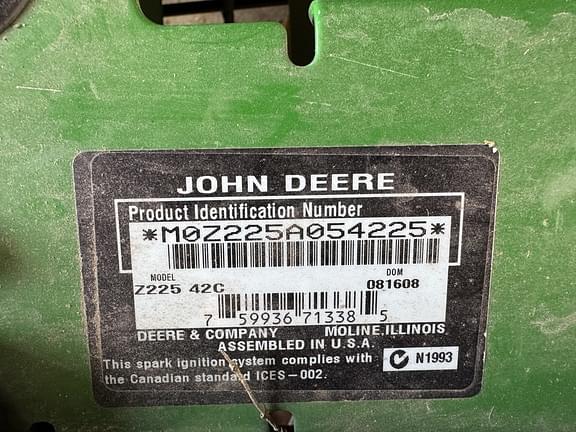 JOHN DEERE
Product Identification Number
*M0Z225A054225*
MODEL DOM
Z225 42C 081608
7 59936 71338 5
DEERE & COMPANY MOLINE,ILLINOIS
ASSEMBLED IN U.S.A.
This spark ignition system complies with
the Canadian standard ICES-002.
N1993